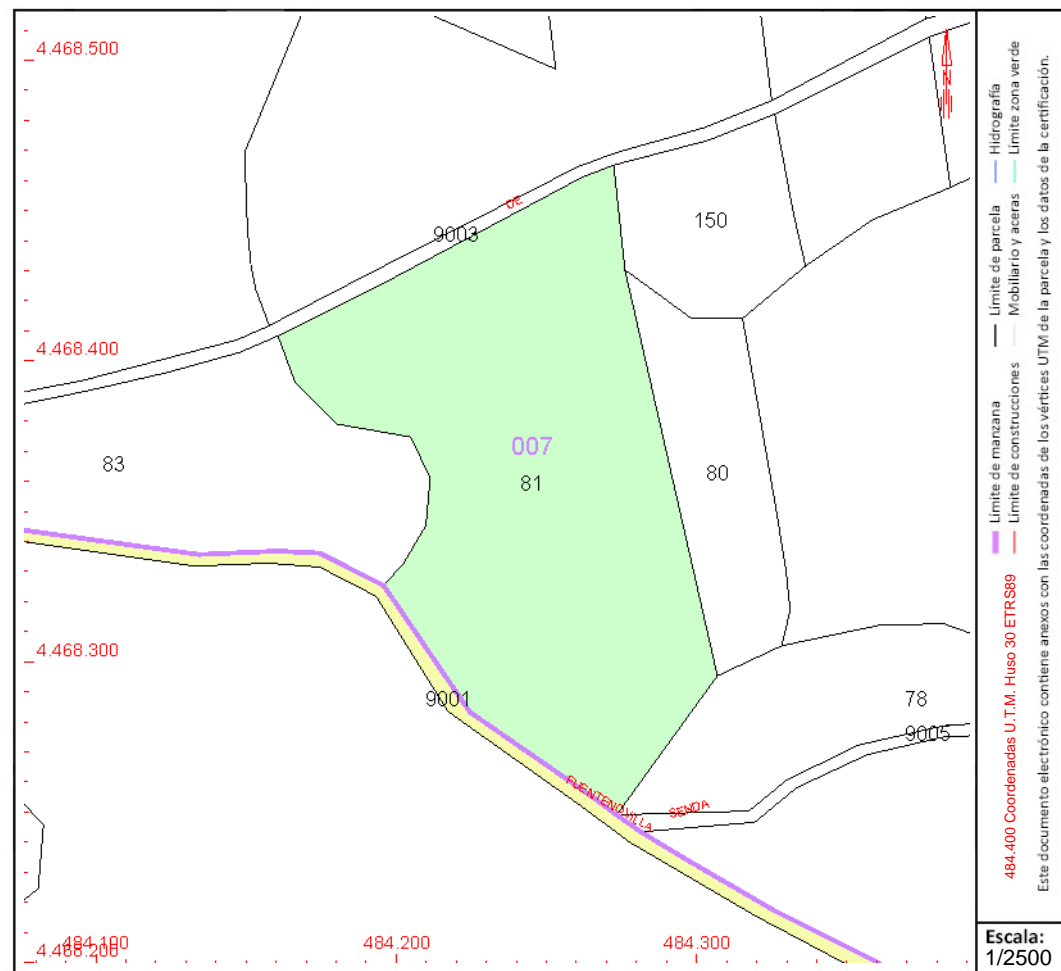 4.468.500
N
DE
9003
150
4.468.400
007
83
81
80
4.468.300
9001
78
9005
FUENTENOVILLA
SENDA
484.100
484.200
484.300
4.468.200
Límite de manzana
Límite de parcela
Hidrografía
Límite de construcciones
Mobiliario y aceras
Límite zona verde
484.400 Coordenadas U.T.M. Huso 30 ETRS89
Este documento electrónico contiene anexos con las coordenadas de los vértices UTM de la parcela y los datos de la certificación.
Escala:
1/2500